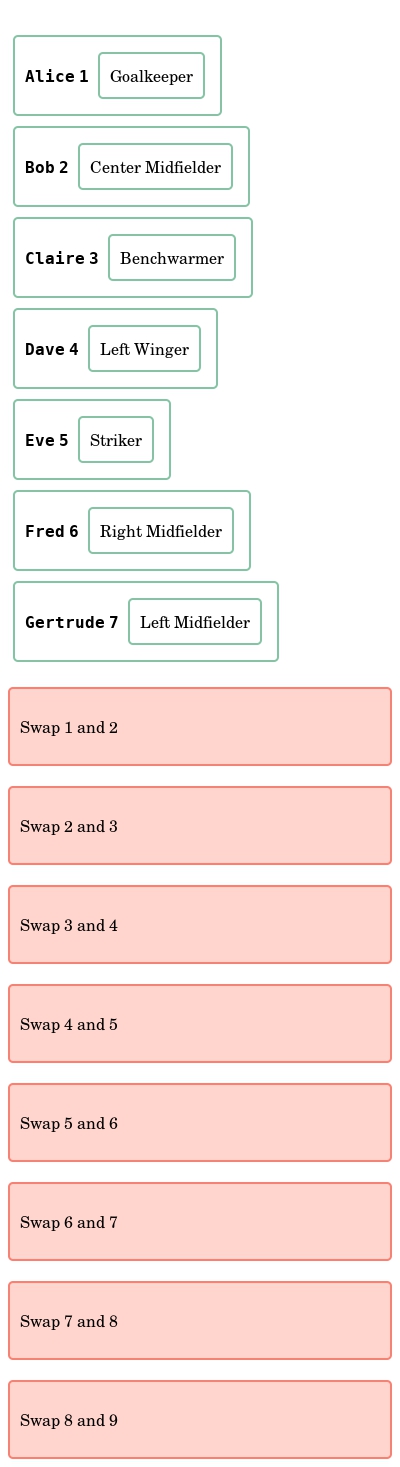 Alice 1 Goalkeeper
Bob 2 Center Midfielder
Claire 3 Benchwarmer
Dave 4 Left Winger
Eve 5 Striker
Fred 6 Right Midfielder
Gertrude 7 Left Midfielder
Swap 1 and 2
Swap 2 and 3
Swap 3 and 4
Swap 4 and 5
Swap 5 and 6
Swap 6 and 7
Swap 7 and 8
Swap 8 and 9